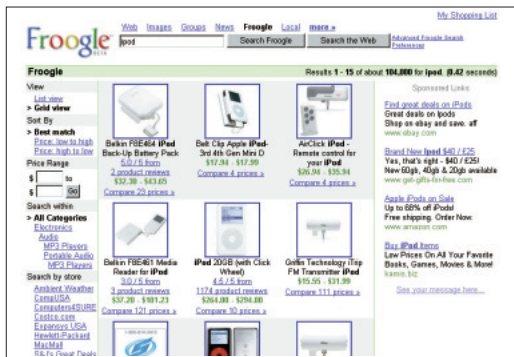 My Shopping List
Froogle
BETA
Web Images Groups News Froogle Local more »
ipod
Search Froogle
Search the Web
Advanced Froogle Search
Preferences
Froogle
Results 1 - 15 of about 104,000 for ipod. (0.42 seconds)
View
List view
> Grid view
Sort By
> Best match
Price: low to high
Price: high to low
Price Range
$ to
$ Go
Search within
> All Categories
Electronics
Audio
MP3 Players
Portable Audio
MP3 Players
Search by store
Ambient Weather
CompUSA
Computers4SURE
Costco.com
Expansys USA
Hewlett-Packard
MacMall
S&J's Great Deals
Belkin F8E464 iPod
Back-Up Battery Pack
5.0 / 5 from
2 product reviews
$32.30 - $43.65
Compare 23 prices »
Belt Clip Apple iPod-
3rd 4th Gen Mini D
$17.94 - $17.99
Compare 4 prices »
AirClick iPod -
Remote control for
your iPod
$26.94 - $35.94
Compare 4 prices »
Belkin F8E461 Media
Reader for iPod
3.0 / 5 from
3 product reviews
$37.20 - $101.23
Compare 121 prices »
iPod 20GB (with Click
Wheel)
4.5 / 5 from
1174 product reviews
$264.00 - $294.00
Compare 10 prices »
Griffin Technology iTrip
FM Transmitter iPod
$15.55 - $31.99
Compare 111 prices »
Sponsored Links
Find great deals on iPods
Great deals on Ipods
Shop on ebay and save. aff
www.ebay.com
Brand New Ipod $40 / £25
Yes, that's right - $40 / £25!
New 60gb, 40gb & 20gb available
www.get-gifts-for-free.com
Apple iPods on Sale
Up to 68% off iPods!
Free shipping. Order Now.
www.amazon.com
Buy iPod Items
Low Prices On All Your Favorite
Books, Games, Movies & More!
kamis.biz
See your message here...